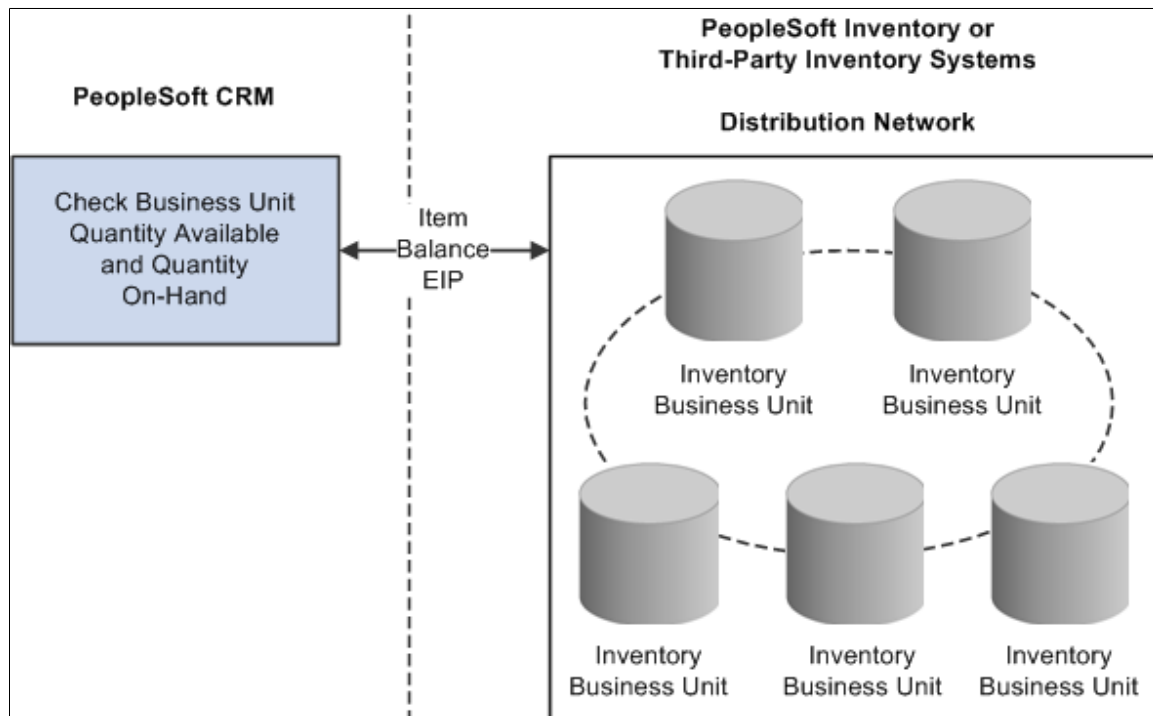 PeopleSoft CRM
Check Business Unit
Quantity Available
and Quantity
On-Hand
Item
Balance
EIP
PeopleSoft Inventory or
Third-Party Inventory Systems
Distribution Network
Inventory
Business Unit
Inventory
Business Unit
Inventory
Business Unit
Inventory
Business Unit
Inventory
Business Unit